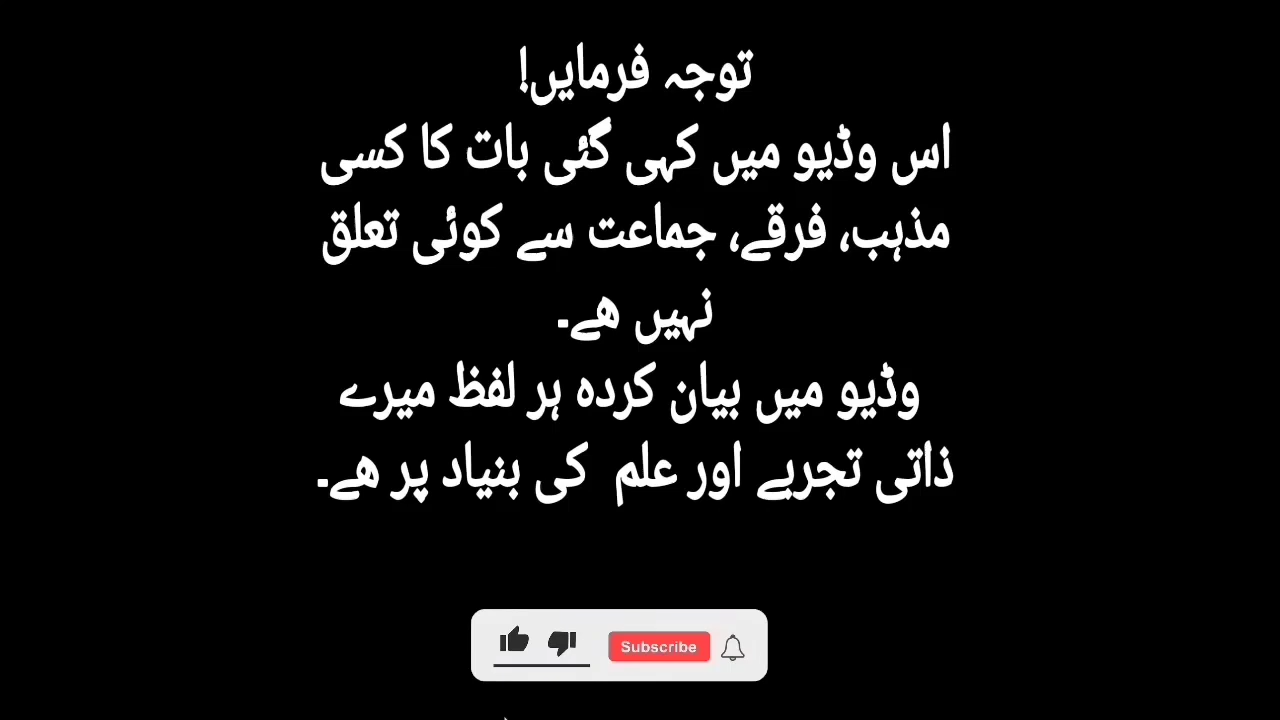 توجہ فرمایں!
اس وڈیو میں کہی گئی بات کا کسی
مذہب، فرقے، جماعت سے کوئی تعلق
نہیں ھے۔
وڈیو میں بیان کردہ ہر لفظ میرے
ذاتی تجربے اور علم کی بنیاد پر ھے۔
Subscribe